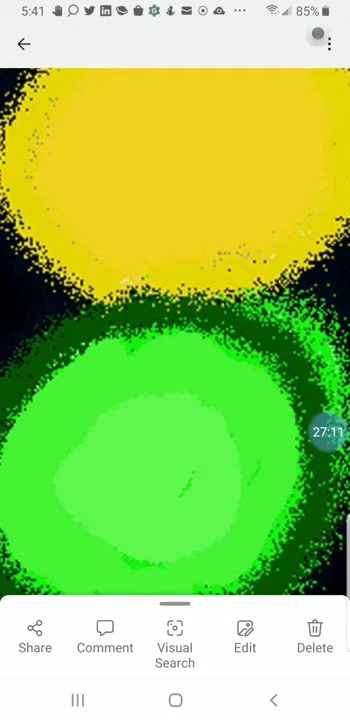 5:41
85%
27:11
Share
Comment
Visual
Search
Edit
Delete